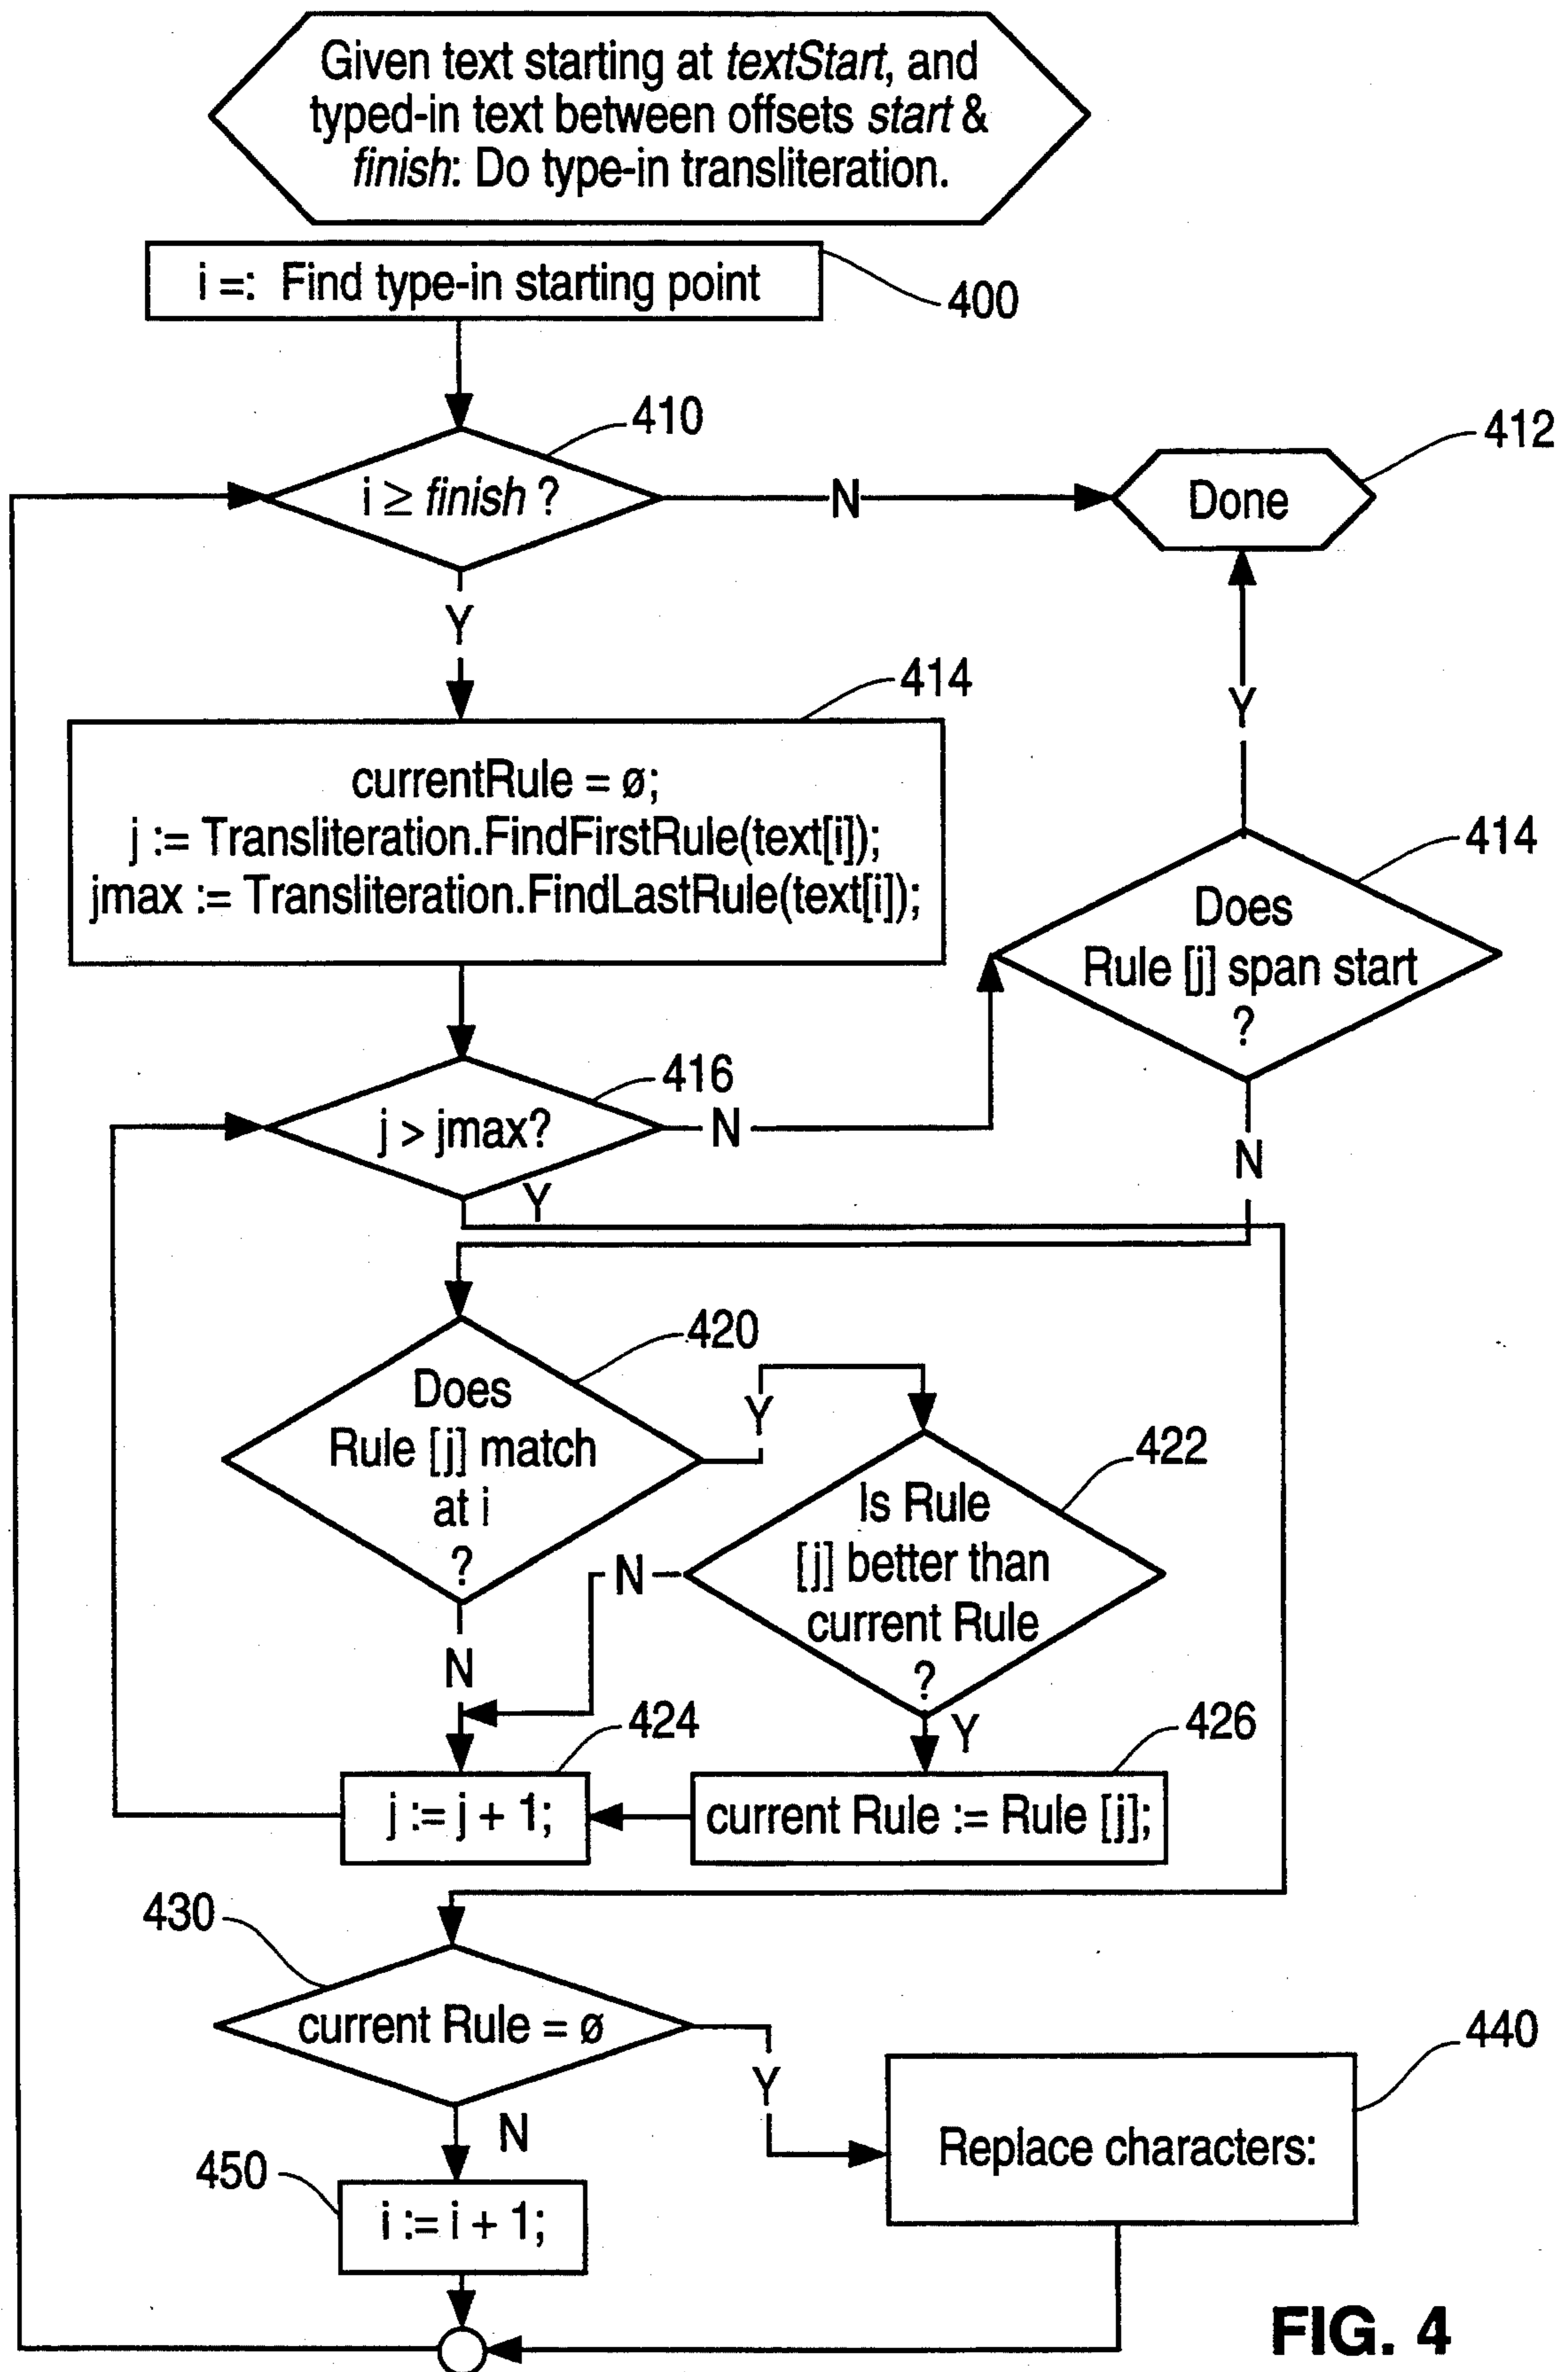 Given text starting at textStart, and
typed-in text between offsets start &
finish: Do type-in transliteration.
i =: Find type-in starting point
400
410
i ≥ finish ?
N
Done
412
Y
414
currentRule = ø;
j := Transliteration.FindFirstRule(text[i]);
jmax := Transliteration.FindLastRule(text[i]);
Y
414
Does
Rule [j] span start
?
416
j > jmax?
N
N
Y
420
Does
Rule [j] match
at i
?
Y
422
Is Rule
[j] better than
current Rule
?
N
N
424
Y
426
j := j + 1;
current Rule := Rule [j];
430
current Rule = ø
Y
440
Replace characters:
N
450
i := i + 1;
FIG. 4